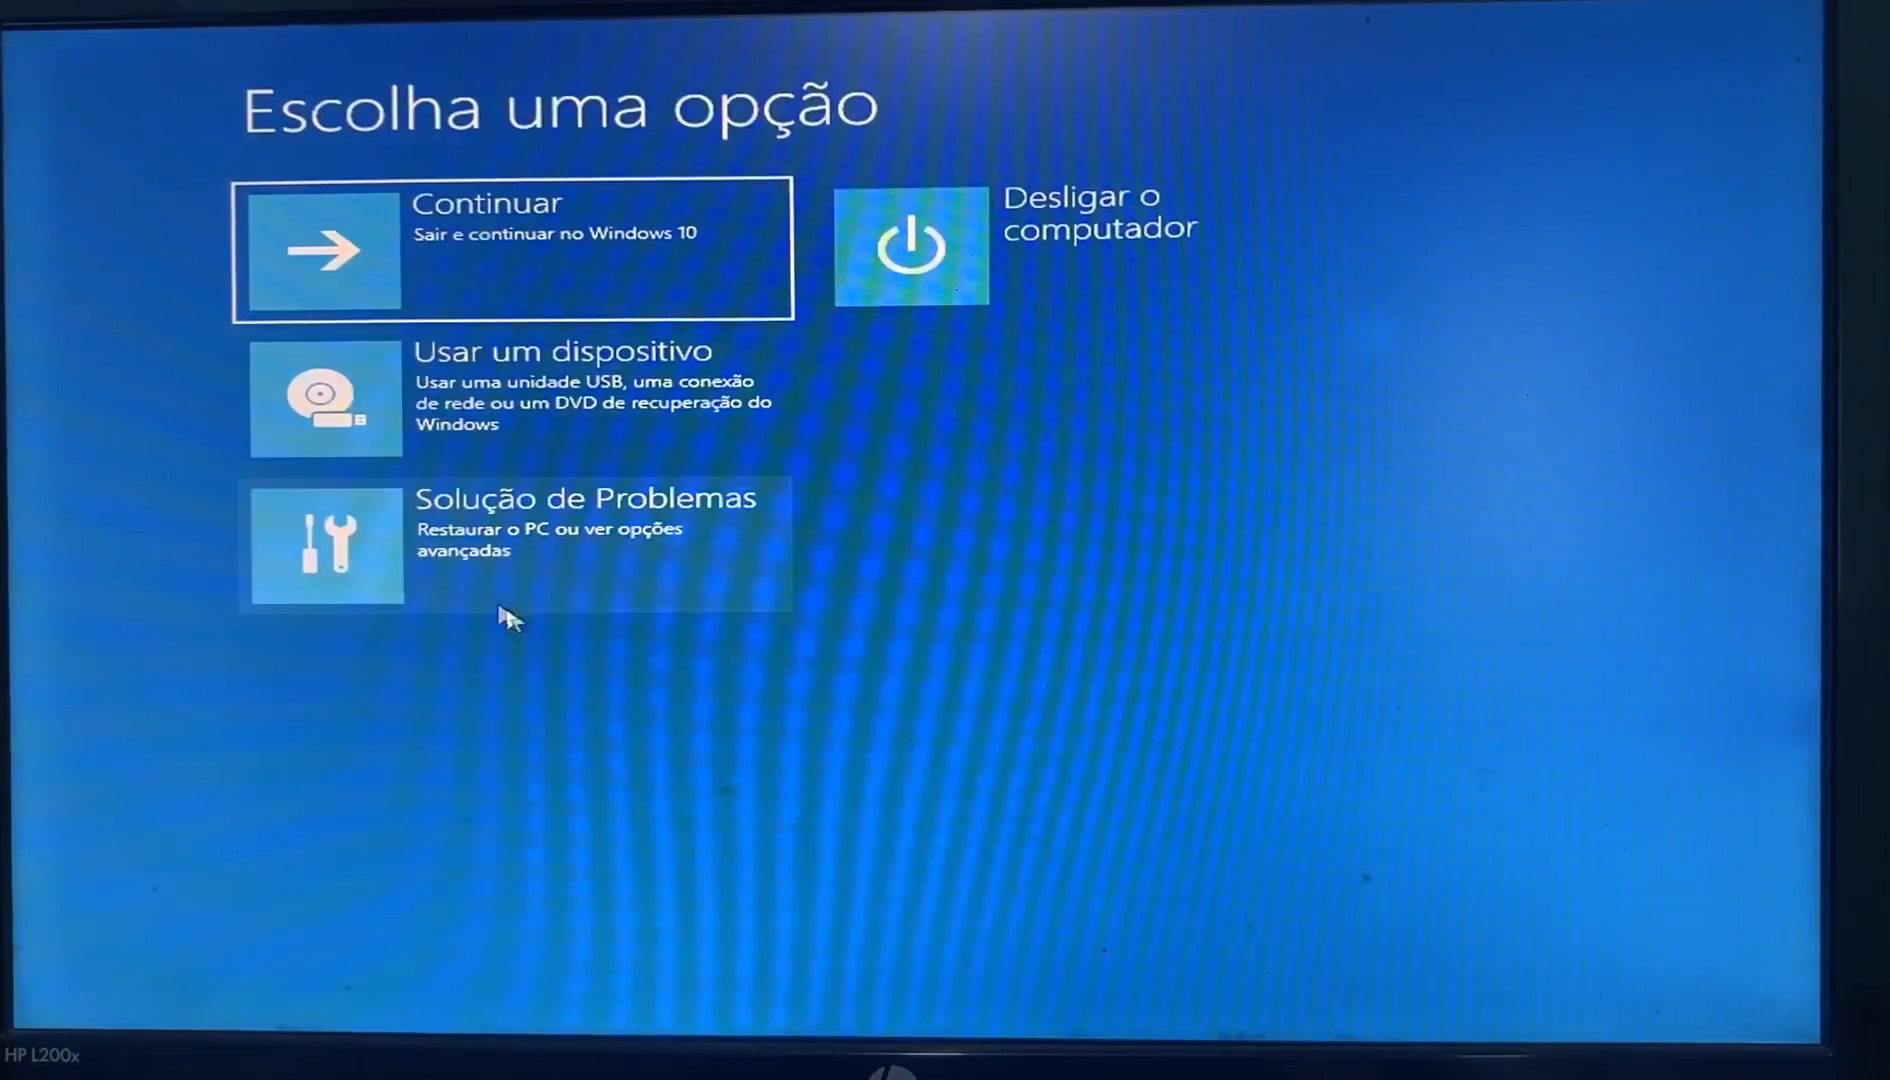 Escolha uma opção
Continuar
Sair e continuar no Windows 10
Desligar o
computador
Usar um dispositivo
Usar uma unidade USB, uma conexão
de rede ou um DVD de recuperação do
Windows
Solução de Problemas
Restaurar o PC ou ver opções
avançadas
HP L200x